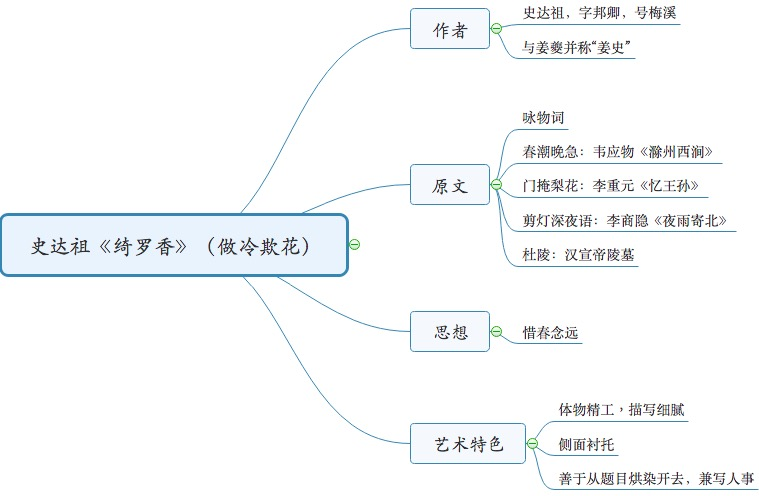 史达祖《绮罗香》（做冷欺花）
作者
史达祖，字邦卿，号梅溪
与姜夔并称“姜史”
原文
咏物词
春潮晚急：韦应物《滁州西涧》
门掩梨花：李重元《忆王孙》
剪灯深夜语：李商隐《夜雨寄北》
杜陵：汉宣帝陵墓
思想
惜春念远
艺术特色
体物精工，描写细腻
侧面衬托
善于从题目烘染开去，兼写人事